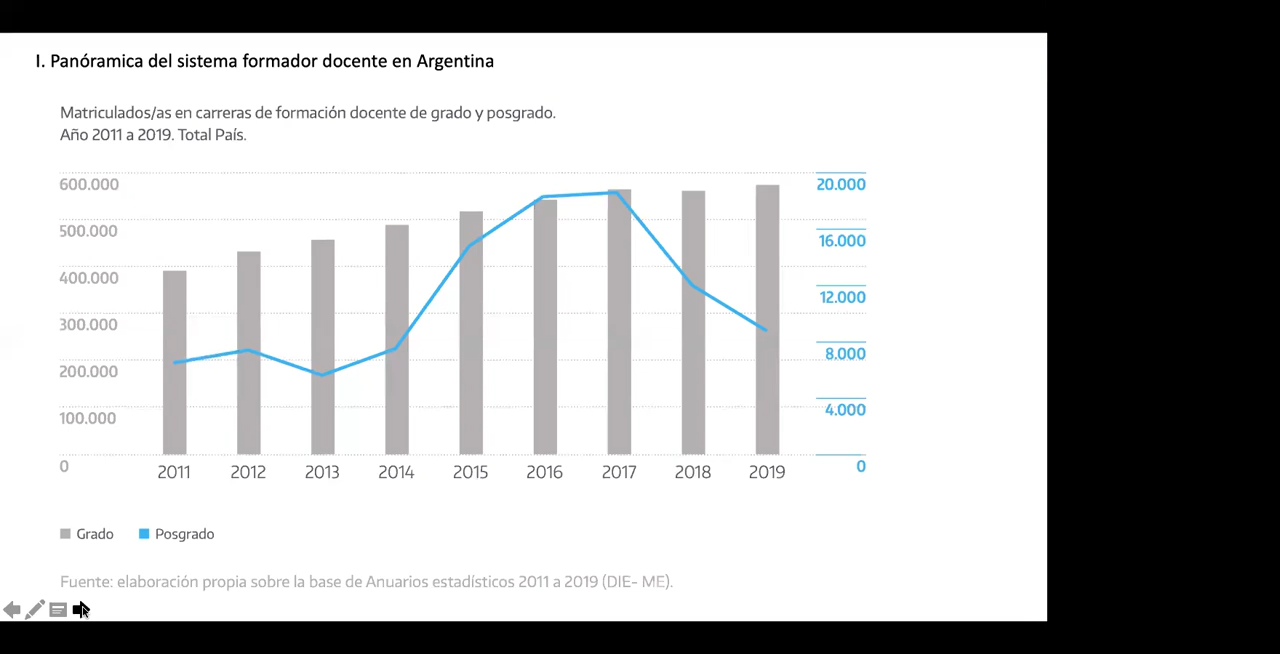 I. Panóramica del sistema formador docente en Argentina
Matriculados/as en carreras de formación docente de grado y posgrado.
Año 2011 a 2019. Total País.
600.000
500.000
400.000
300.000
200.000
100.000
0
20.000
16.000
12.000
8.000
4.000
0
2011 2012 2013 2014 2015 2016 2017 2018 2019
Grado Posgrado
Fuente: elaboración propia sobre la base de Anuarios estadísticos 2011 a 2019 (DIE- ME).